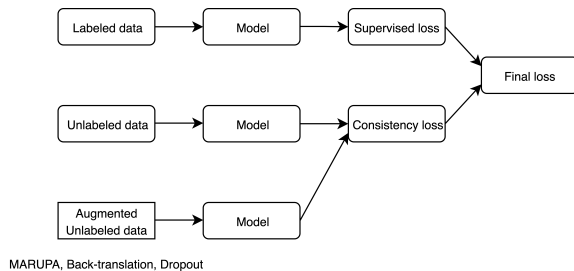 Labeled data
Model
Supervised loss
Final loss
Unlabeled data
Model
Consistency loss
Augmented
Unlabeled data
Model
MARUPA, Back-translation, Dropout